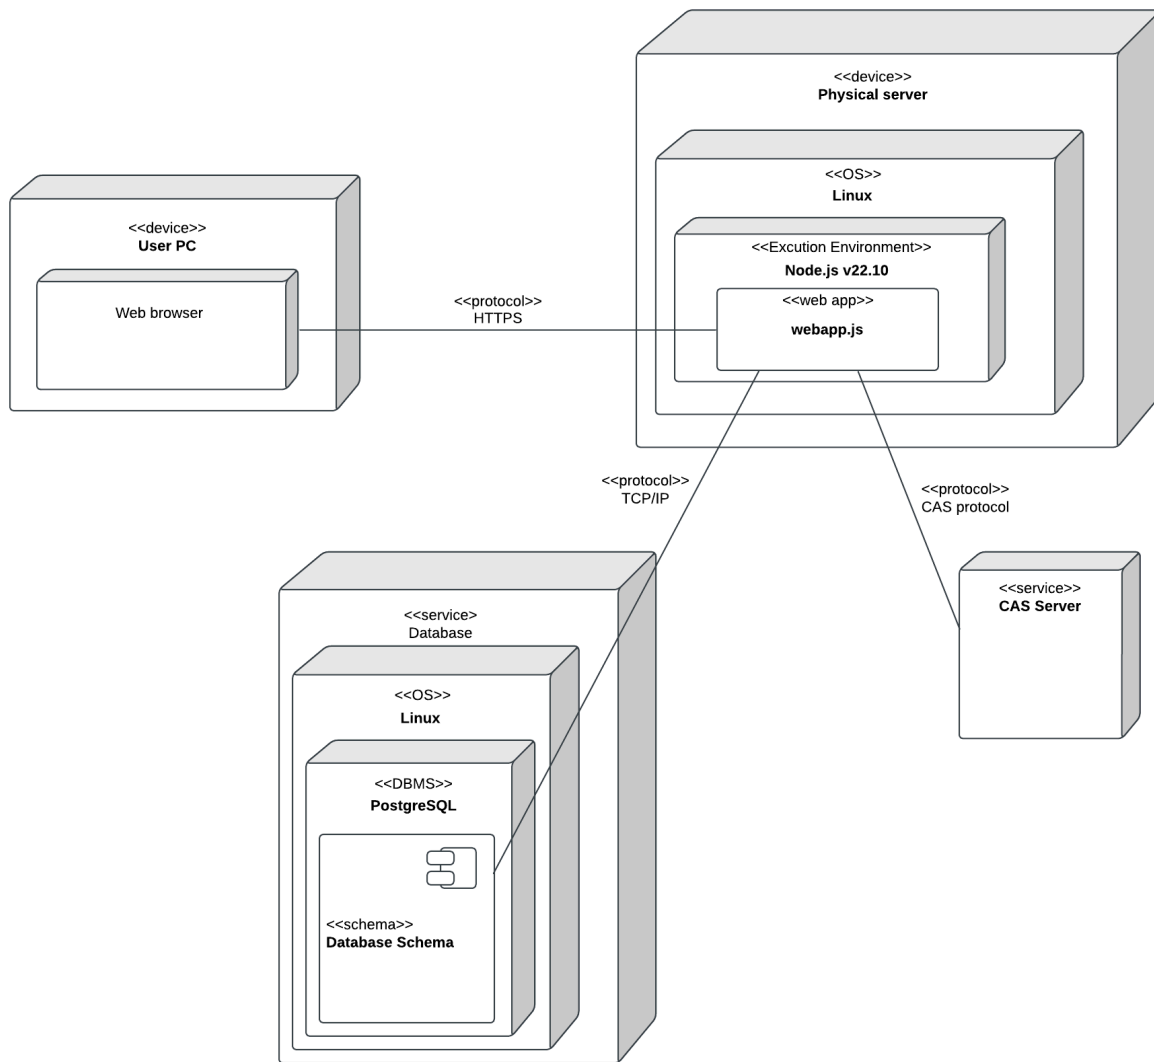 <<device>>
Physical server
<<OS>>
Linux
<<Excution Environment>>
Node.js v22.10
<<web app>>
webapp.js
<<device>>
User PC
Web browser
<<protocol>>
HTTPS
<<protocol>>
TCP/IP
<<protocol>>
CAS protocol
<<service>
Database
<<OS>>
Linux
<<DBMS>>
PostgreSQL
<<schema>>
Database Schema
<<service>>
CAS Server